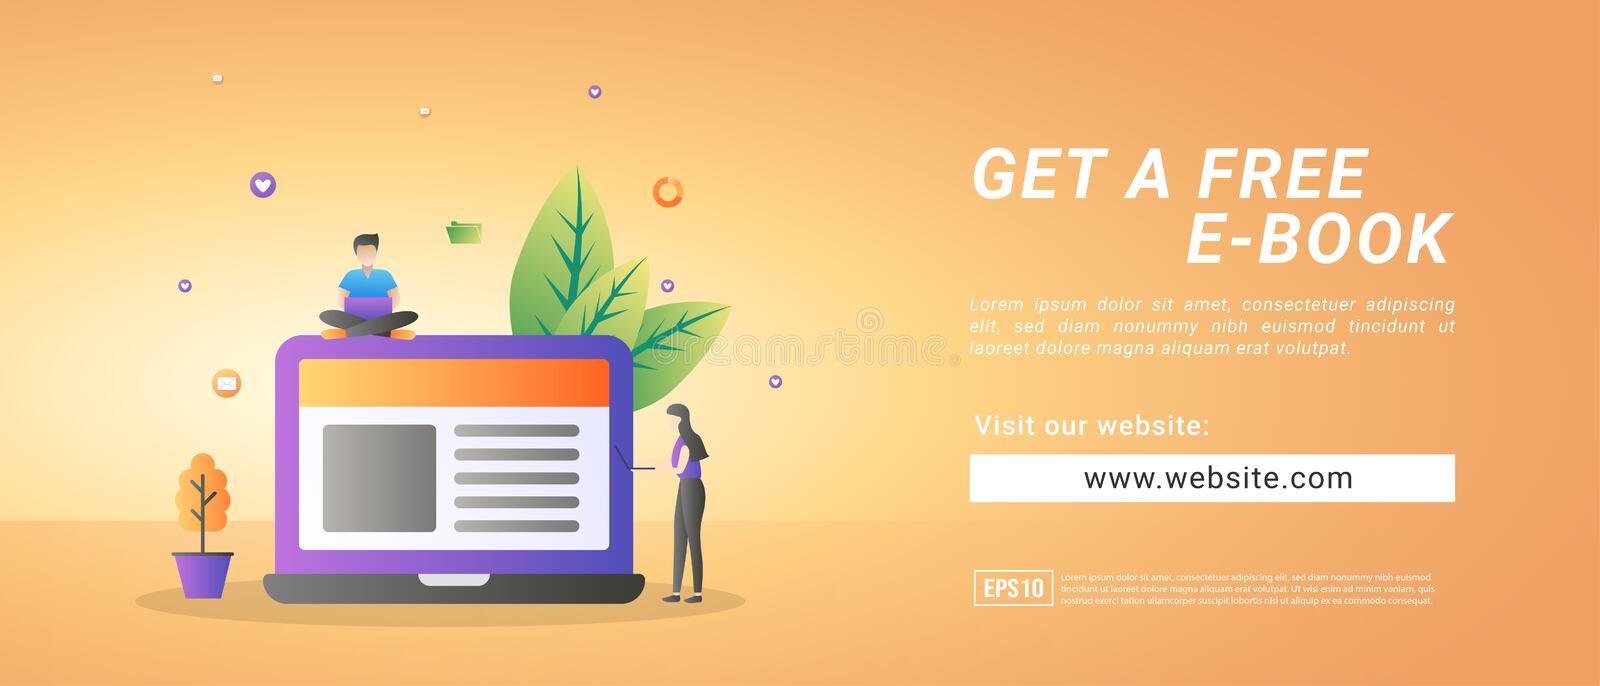 GET A FREE
E-BOOK
Lorem ipsum dolor sit amet, consectetuer adipiscing
elit, sed diam nonummy nibh euismod tincidunt ut
laoreet dolore magna aliquam erat volutpat.
Visit our website:
www.website.com
EPS10
Lorem ipsum dolor sit amet, consectetuer adipiscing elit, sed diam nonummy nibh euismod
tincidunt ut laoreet dolore magna aliquam erat volutpat. Ut wisi enim ad minim veniam, quis
nostrud exerci tation ullamcorper suscipit lobortis nisl ut aliquip ex ea commodo consequat.
dreamstime.com